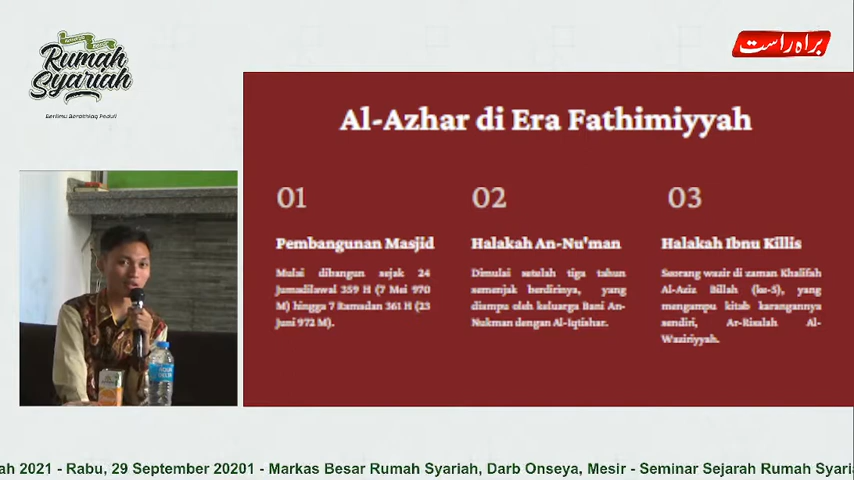 Rumah
Syariah
Berilmu Berakhlaq Peduli
براہ راست
Al-Azhar di Era Fathimiyyah
01
Pembangunan Masjid
Mulai dibangun sejak 24
Jumadilawal 359 H (7 Mei 970
M) hingga 7 Ramadan 361 H (23
Juni 972 M).
02
Halakah An-Nu'man
Dimulai setelah tiga tahun
semenjak berdirinya, yang
diampu oleh keluarga Bani An-
Nukman dengan Al-Iqtishar.
03
Halakah Ibnu Killis
Seorang wazir di zaman Khalifah
Al-Aziz Billah (ke-5), yang
mengampu kitab karangannya
sendiri, Ar-Risalah Al-
Waziriyyah.
ah 2021 - Rabu, 29 September 20201 - Markas Besar Rumah Syariah, Darb Onseya, Mesir - Seminar Sejarah Rumah Syaria